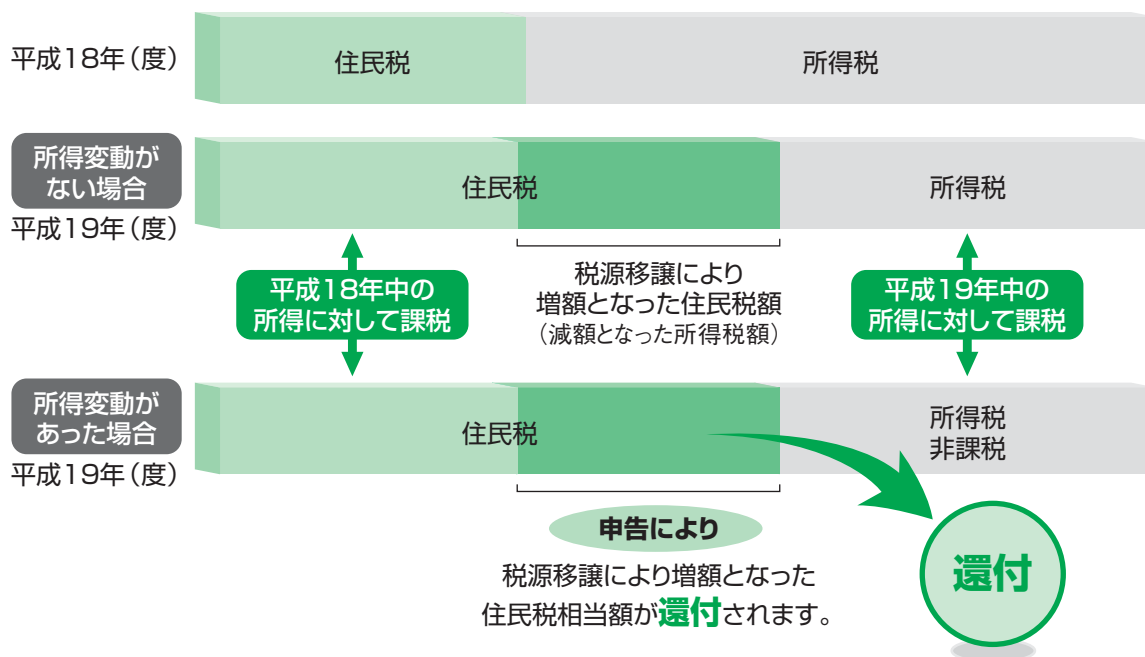 平成18年（度）
住民税
所得税
所得変動が
ない場合
平成19年（度）
住民税
所得税
平成18年中の
所得に対して課税
税源移譲により
増額となった住民税額
（減額となった所得税額）
平成19年中の
所得に対して課税
所得変動が
あった場合
平成19年（度）
住民税
所得税
非課税
申告により
税源移譲により増額となった
住民税相当額が還付されます。
還付